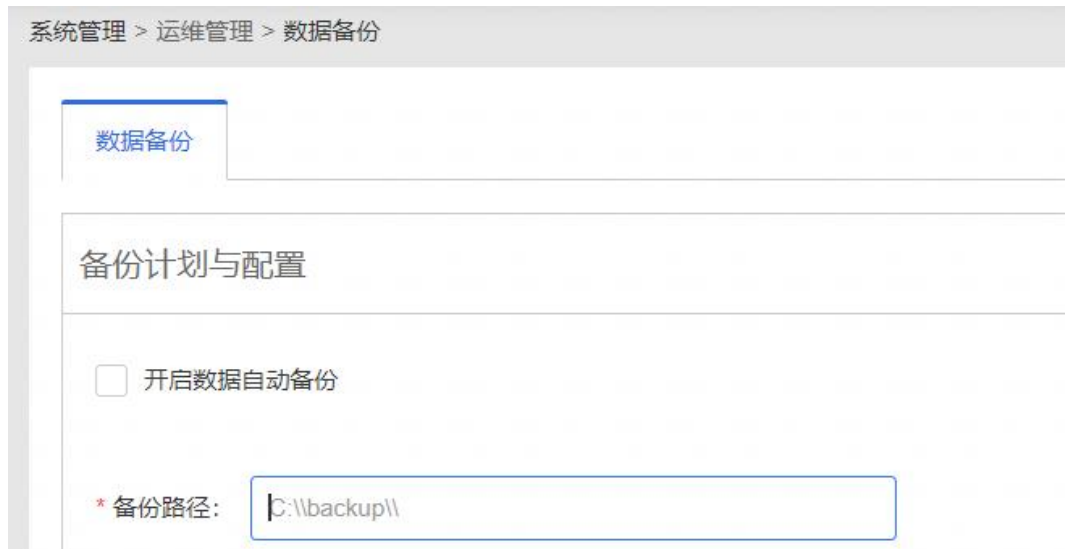 系统管理 > 运维管理 > 数据备份
数据备份
备份计划与配置
开启数据自动备份
* 备份路径： C:\\backup\\